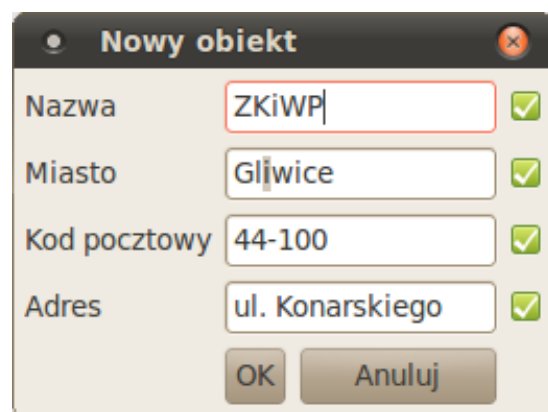 Nowy obiekt
Nazwa ZKiWP
Miasto Gliwice
Kod pocztowy 44-100
Adres ul. Konarskiego
OK Anuluj